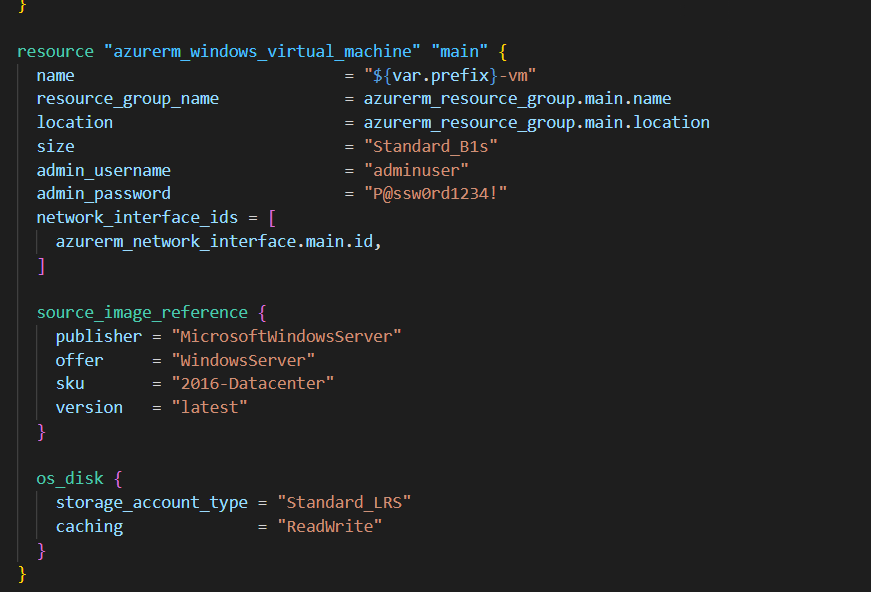 }
resource "azurerm_windows_virtual_machine" "main" {
  name                            = "${var.prefix}-vm"
  resource_group_name             = azurerm_resource_group.main.name
  location                        = azurerm_resource_group.main.location
  size                            = "Standard_B1s"
  admin_username                  = "adminuser"
  admin_password                  = "P@ssw0rd1234!"
  network_interface_ids = [
    azurerm_network_interface.main.id,
  ]
  source_image_reference {
    publisher = "MicrosoftWindowsServer"
    offer     = "WindowsServer"
    sku       = "2016-Datacenter"
    version   = "latest"
  }
  os_disk {
    storage_account_type = "Standard_LRS"
    caching              = "ReadWrite"
  }
}